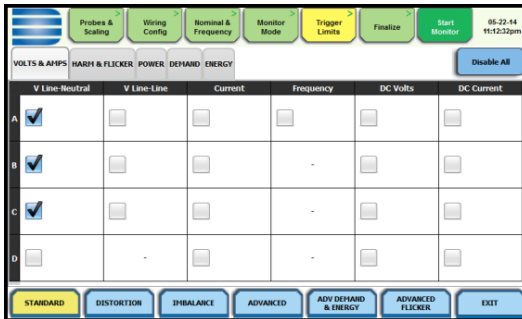 Probes &
Scaling
>
Wiring
Config
>
Nominal &
Frequency
>
Monitor
Mode
>
Trigger
Limits
>
Finalize
>
Start
Monitor
05-22-14
11:12:32pm
VOLTS & AMPS HARM & FLICKER POWER DEMAND ENERGY
Disable All
V Line-Neutral V Line-Line Current Frequency DC Volts DC Current
A
B -
C -
D - -
STANDARD DISTORTION IMBALANCE ADVANCED ADV DEMAND
& ENERGY ADVANCED
FLICKER EXIT